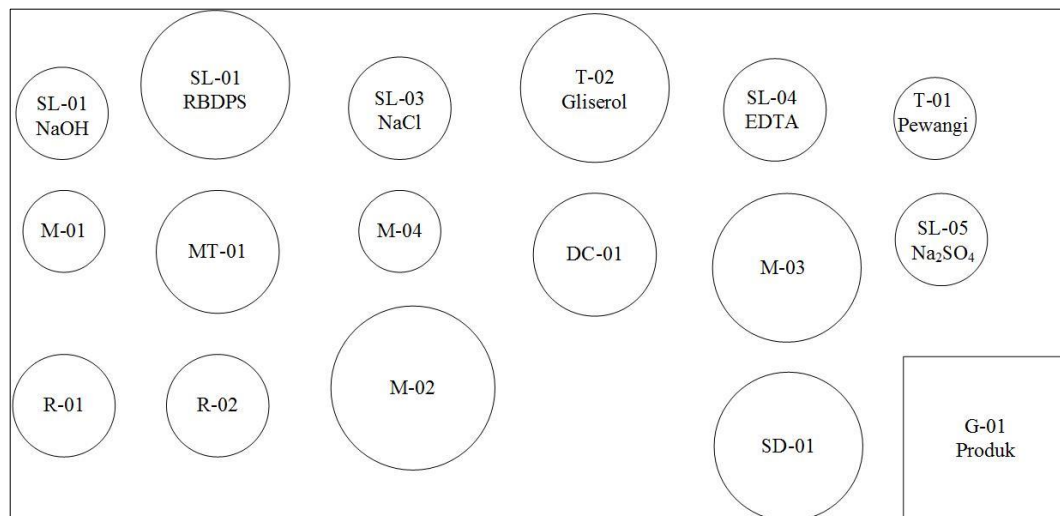 SL-01
NaOH
SL-01
RBDPS
SL-03
NaCl
T-02
Gliserol
SL-04
EDTA
T-01
Pewangi
M-01
MT-01
M-04
DC-01
M-03
SL-05
Na₂SO₄
R-01
R-02
M-02
SD-01
G-01
Produk